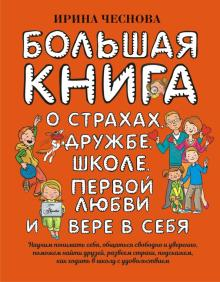 ИРИНА ЧЕСНОВА
БОЛЬШАЯ
КНИГА
О СТРАХАХ,
ДРУЖБЕ,
ШКОЛЕ,
ПЕРВОЙ
ЛЮБВИ
И ВЕРЕ В СЕБЯ
Научим понимать себя, общаться свободно и уверенно,
поможем найти друзей, развеем страхи, подскажем,
как ходить в школу с удовольствием